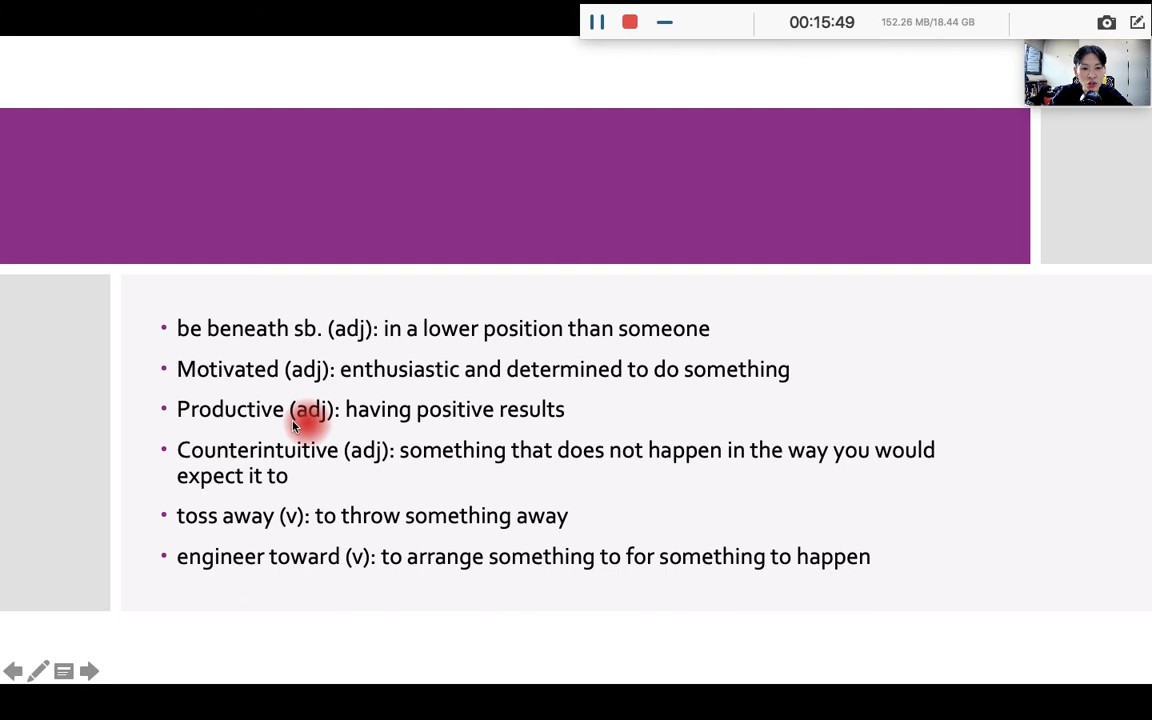 00:15:49
152.26 MB/18.44 GB
• be beneath sb. (adj): in a lower position than someone
• Motivated (adj): enthusiastic and determined to do something
• Productive (adj): having positive results
• Counterintuitive (adj): something that does not happen in the way you would
expect it to
• toss away (v): to throw something away
• engineer toward (v): to arrange something to for something to happen